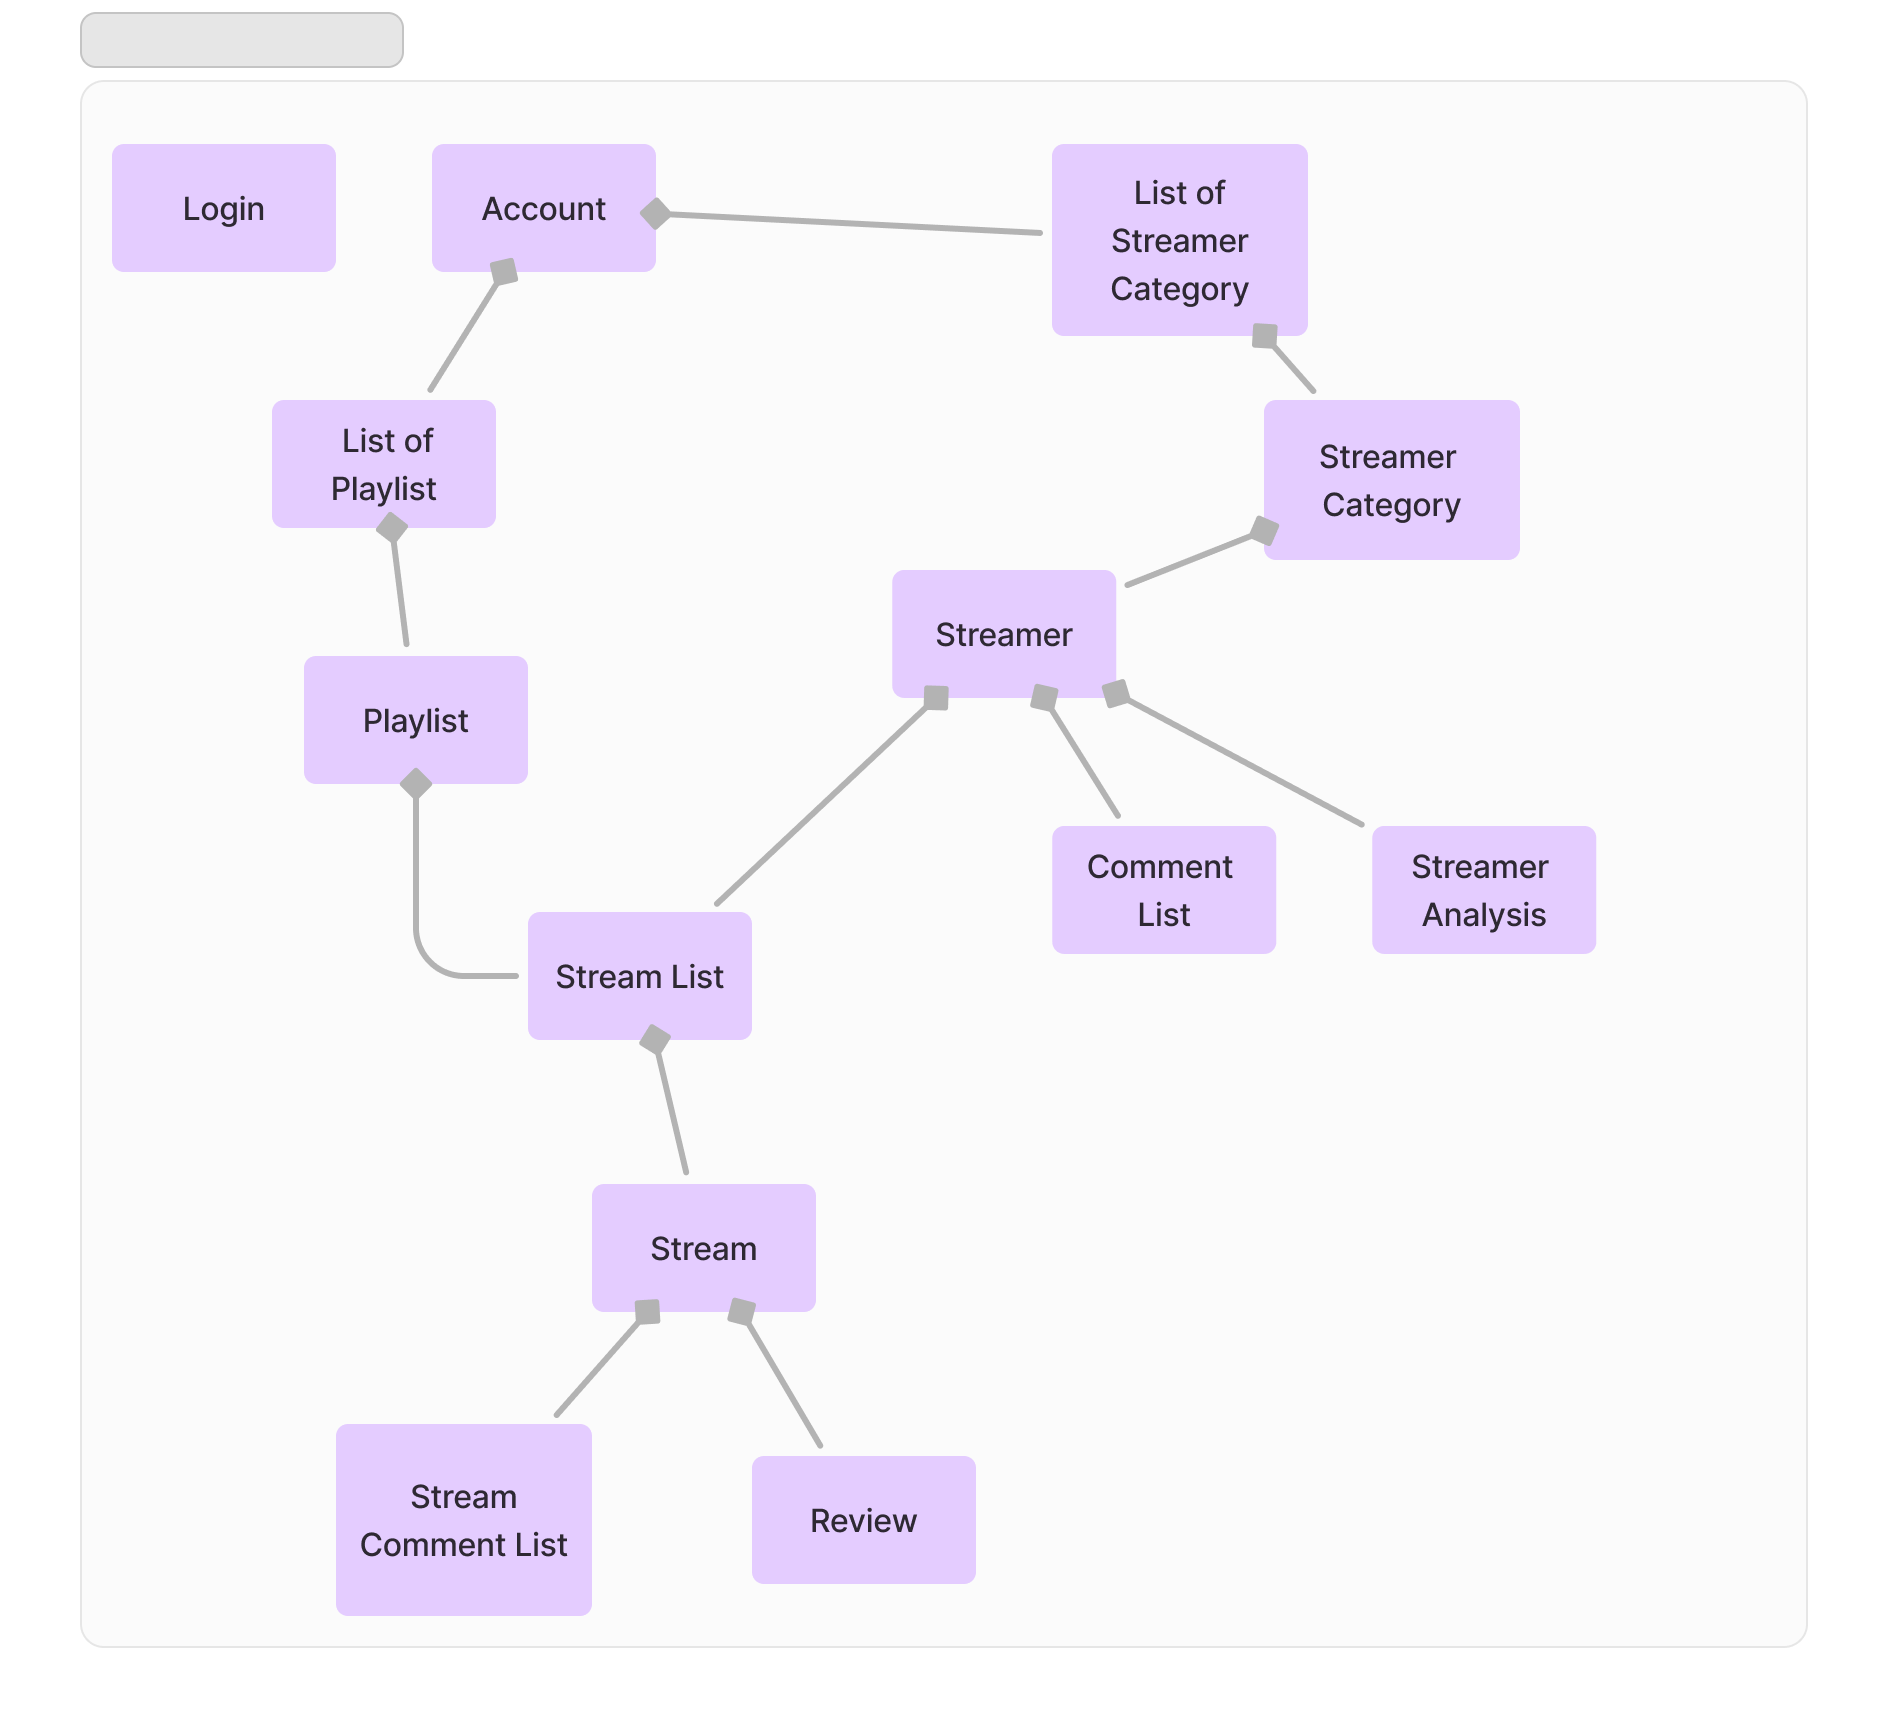 Login
Account
List of
Streamer
Category
List of
Playlist
Streamer
Category
Streamer
Playlist
Comment
List
Streamer
Analysis
Stream List
Stream
Stream
Comment List
Review